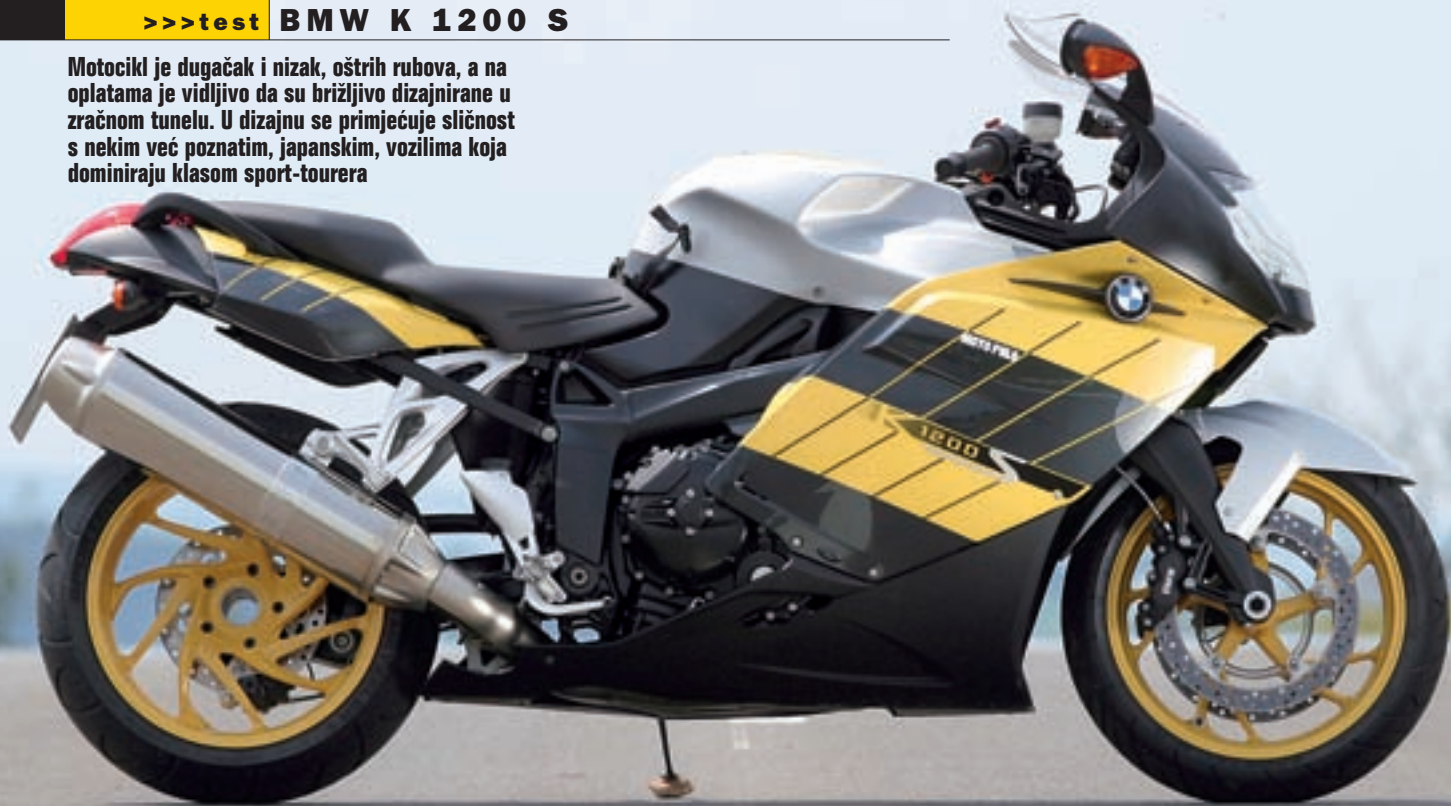 >>>test BMW K 1200 S
Motocikl je dugačak i nizak, oštrih rubova, a na
oplatama je vidljivo da su brižljivo dizajnirane u
zračnom tunelu. U dizajnu se primjećuje sličnost
s nekim već poznatim, japanskim, vozilima koja
dominiraju klasom sport-tourera
1200 S